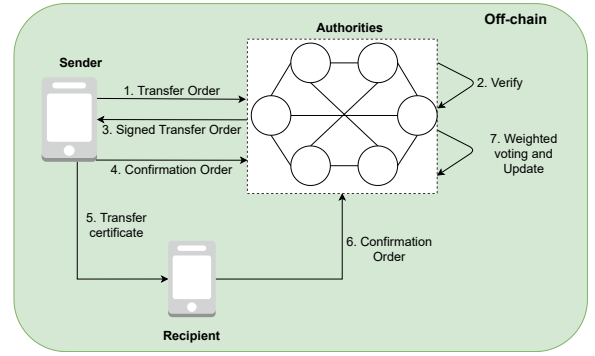 Off-chain
Authorities
Sender
1. Transfer Order
2. Verify
3. Signed Transfer Order
4. Confirmation Order
7. Weighted
voting and
Update
5. Transfer
certificate
6. Confirmation
Order
Recipient